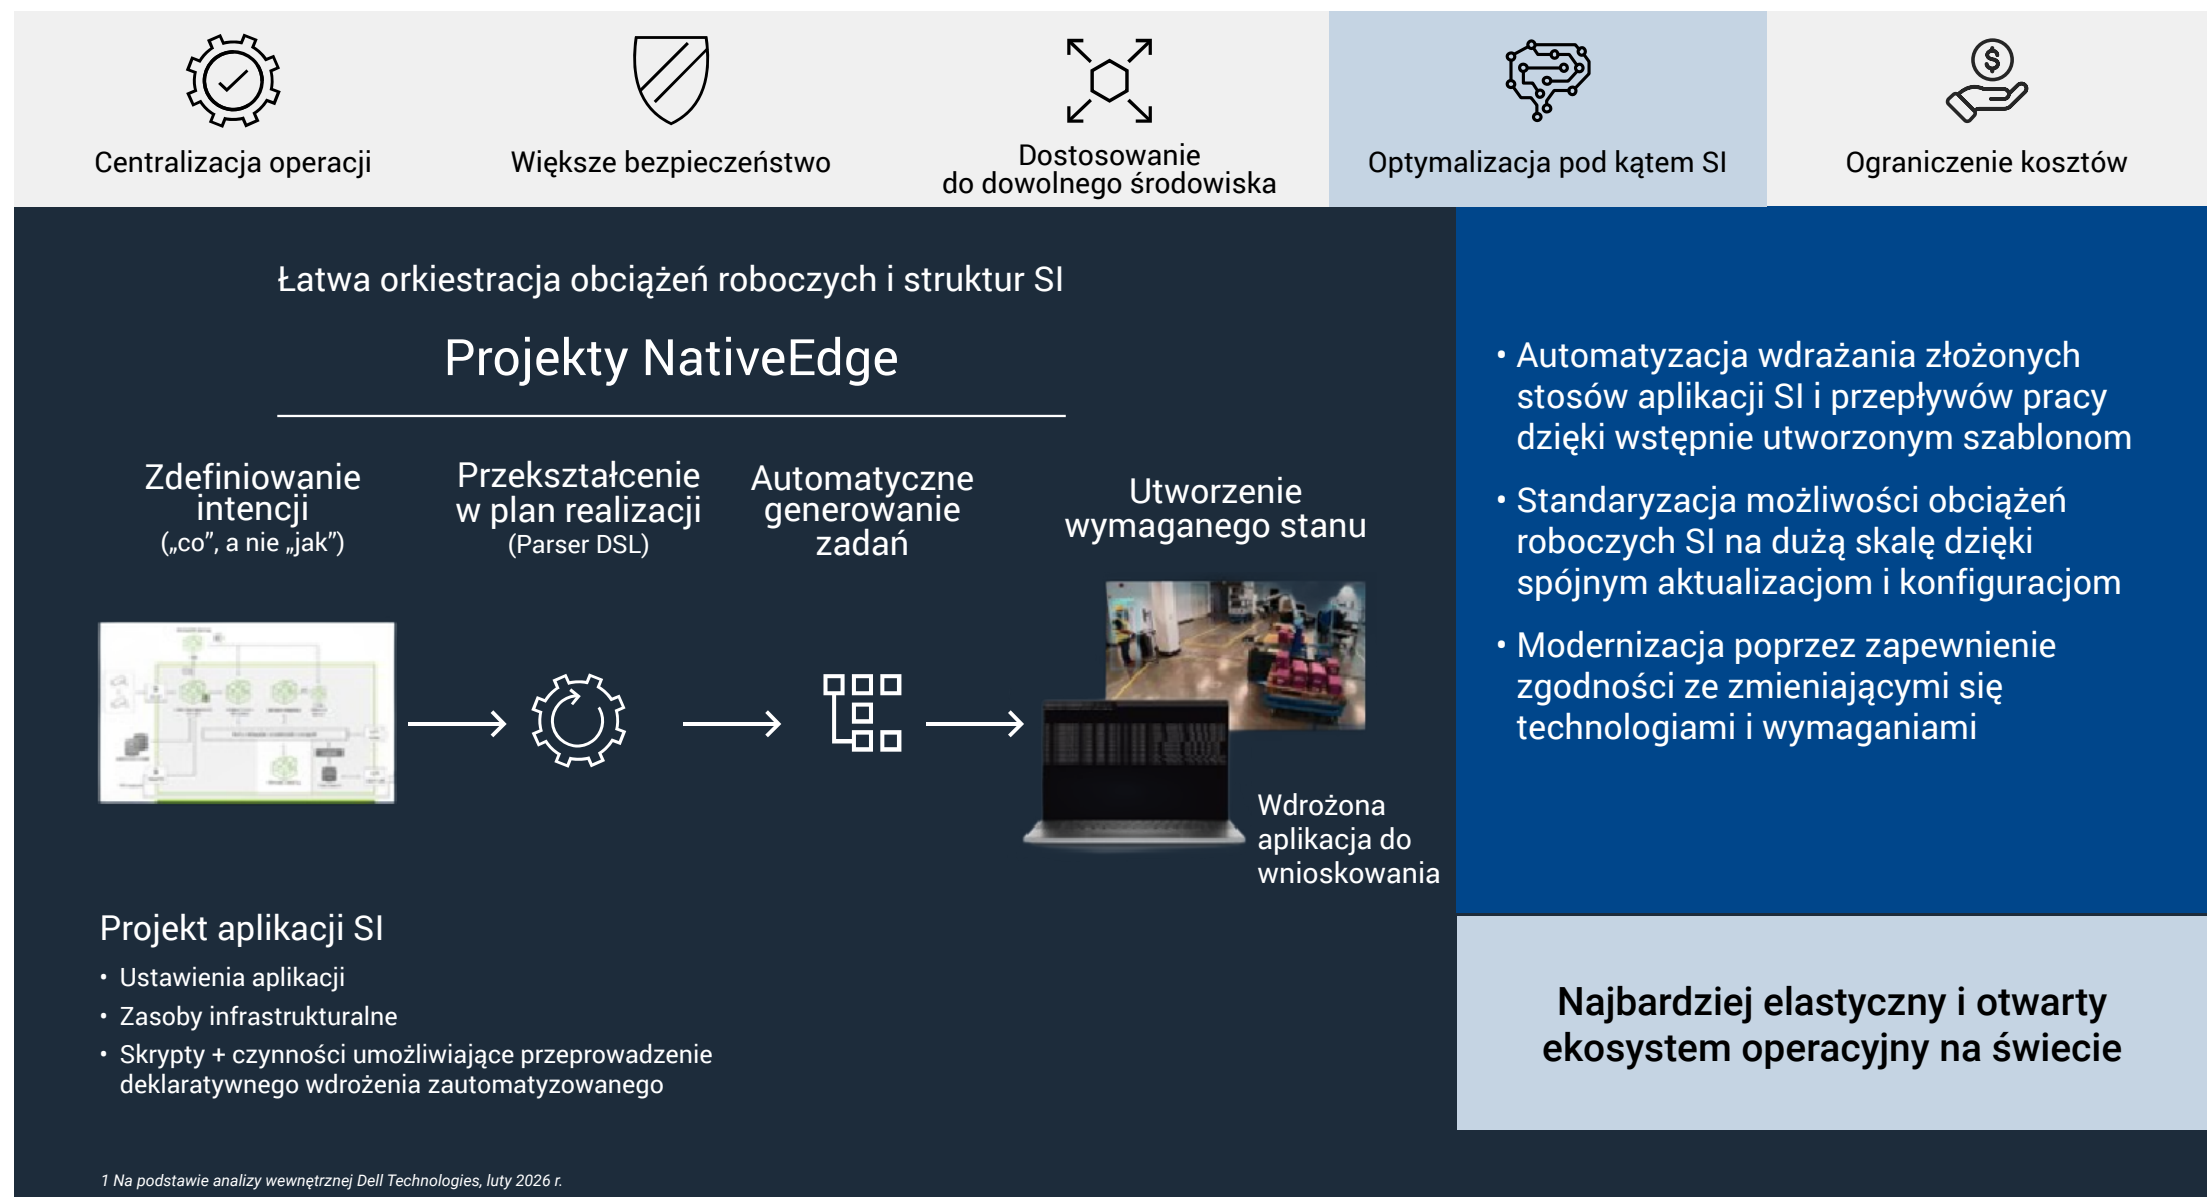 Centralizacja operacji
Większe bezpieczeństwo
Dostosowanie
do dowolnego środowiska
Optymalizacja pod kątem SI
Ograniczenie kosztów
Łatwa orkiestracja obciążeń roboczych i struktur SI
Projekty NativeEdge
Zdefiniowanie
intencji
(„co”, a nie „jak”)
Przekształcenie
w plan realizacji
(Parser DSL)
Automatyczne
generowanie
zadań
Utworzenie
wymaganego stanu
Wdrożona
aplikacja do
wnioskowania
Projekt aplikacji SI
• Ustawienia aplikacji
• Zasoby infrastrukturalne
• Skrypty + czynności umożliwiające przeprowadzenie
deklaratywnego wdrożenia zautomatyzowanego
• Automatyzacja wdrażania złożonych
stosów aplikacji SI i przepływów pracy
dzięki wstępnie utworzonym szablonom
• Standaryzacja możliwości obciążeń
roboczych SI na dużą skalę dzięki
spójnym aktualizacjom i konfiguracjom
• Modernizacja poprzez zapewnienie
zgodności ze zmieniającymi się
technologiami i wymaganiami
Najbardziej elastyczny i otwarty
ekosystem operacyjny na świecie
1 Na podstawie analizy wewnętrznej Dell Technologies, luty 2026 r.